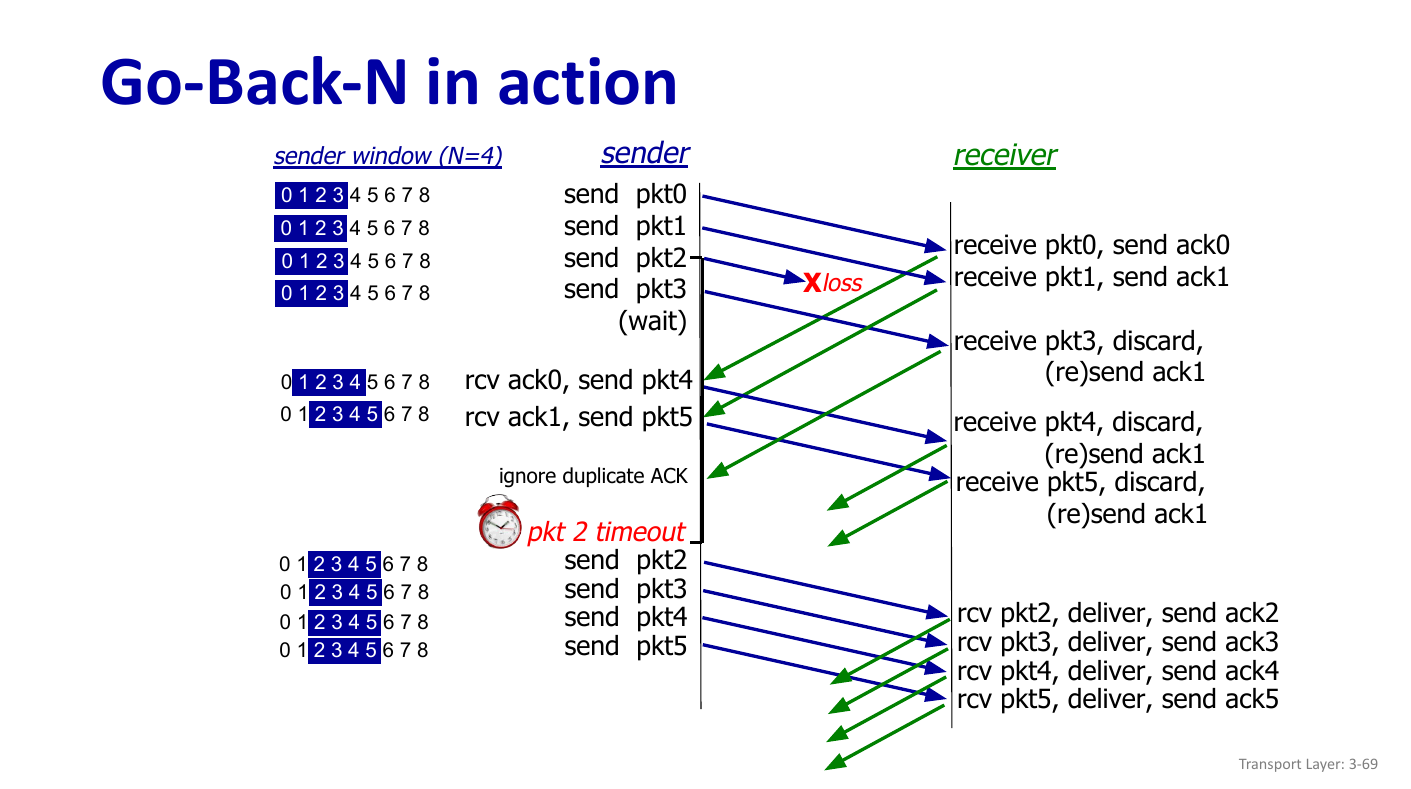 Go-Back-N in action
sender window (N=4)
sender
receiver
0 1 2 3 4 5 6 7 8
send pkt0
0 1 2 3 4 5 6 7 8
send pkt1
0 1 2 3 4 5 6 7 8
send pkt2
0 1 2 3 4 5 6 7 8
send pkt3
(wait)
X loss
receive pkt0, send ack0
receive pkt1, send ack1
receive pkt3, discard,
(re)send ack1
0 1 2 3 4 5 6 7 8
rcv ack0, send pkt4
0 1 2 3 4 5 6 7 8
rcv ack1, send pkt5
receive pkt4, discard,
(re)send ack1
receive pkt5, discard,
(re)send ack1
ignore duplicate ACK
pkt 2 timeout
0 1 2 3 4 5 6 7 8
send pkt2
0 1 2 3 4 5 6 7 8
send pkt3
0 1 2 3 4 5 6 7 8
send pkt4
0 1 2 3 4 5 6 7 8
send pkt5
rcv pkt2, deliver, send ack2
rcv pkt3, deliver, send ack3
rcv pkt4, deliver, send ack4
rcv pkt5, deliver, send ack5
Transport Layer: 3-69